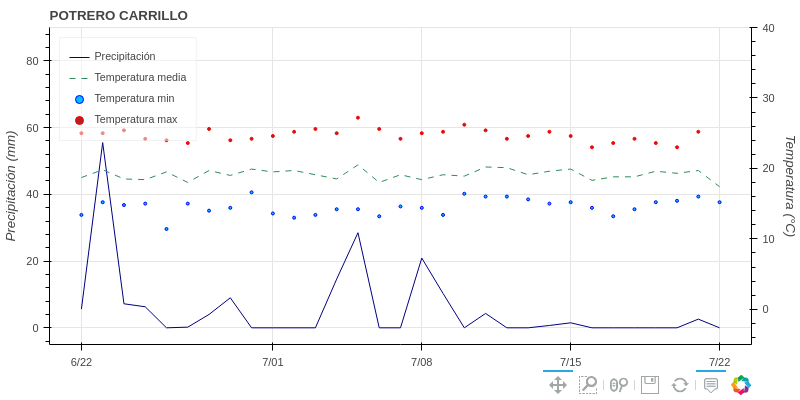 POTRERO CARRILLO
Precipitación
Temperatura media
Temperatura min
Temperatura max
Precipitación (mm)
80
60
40
20
0
Temperatura (°C)
40
30
20
10
0
6/22 7/01 7/08 7/15 7/22